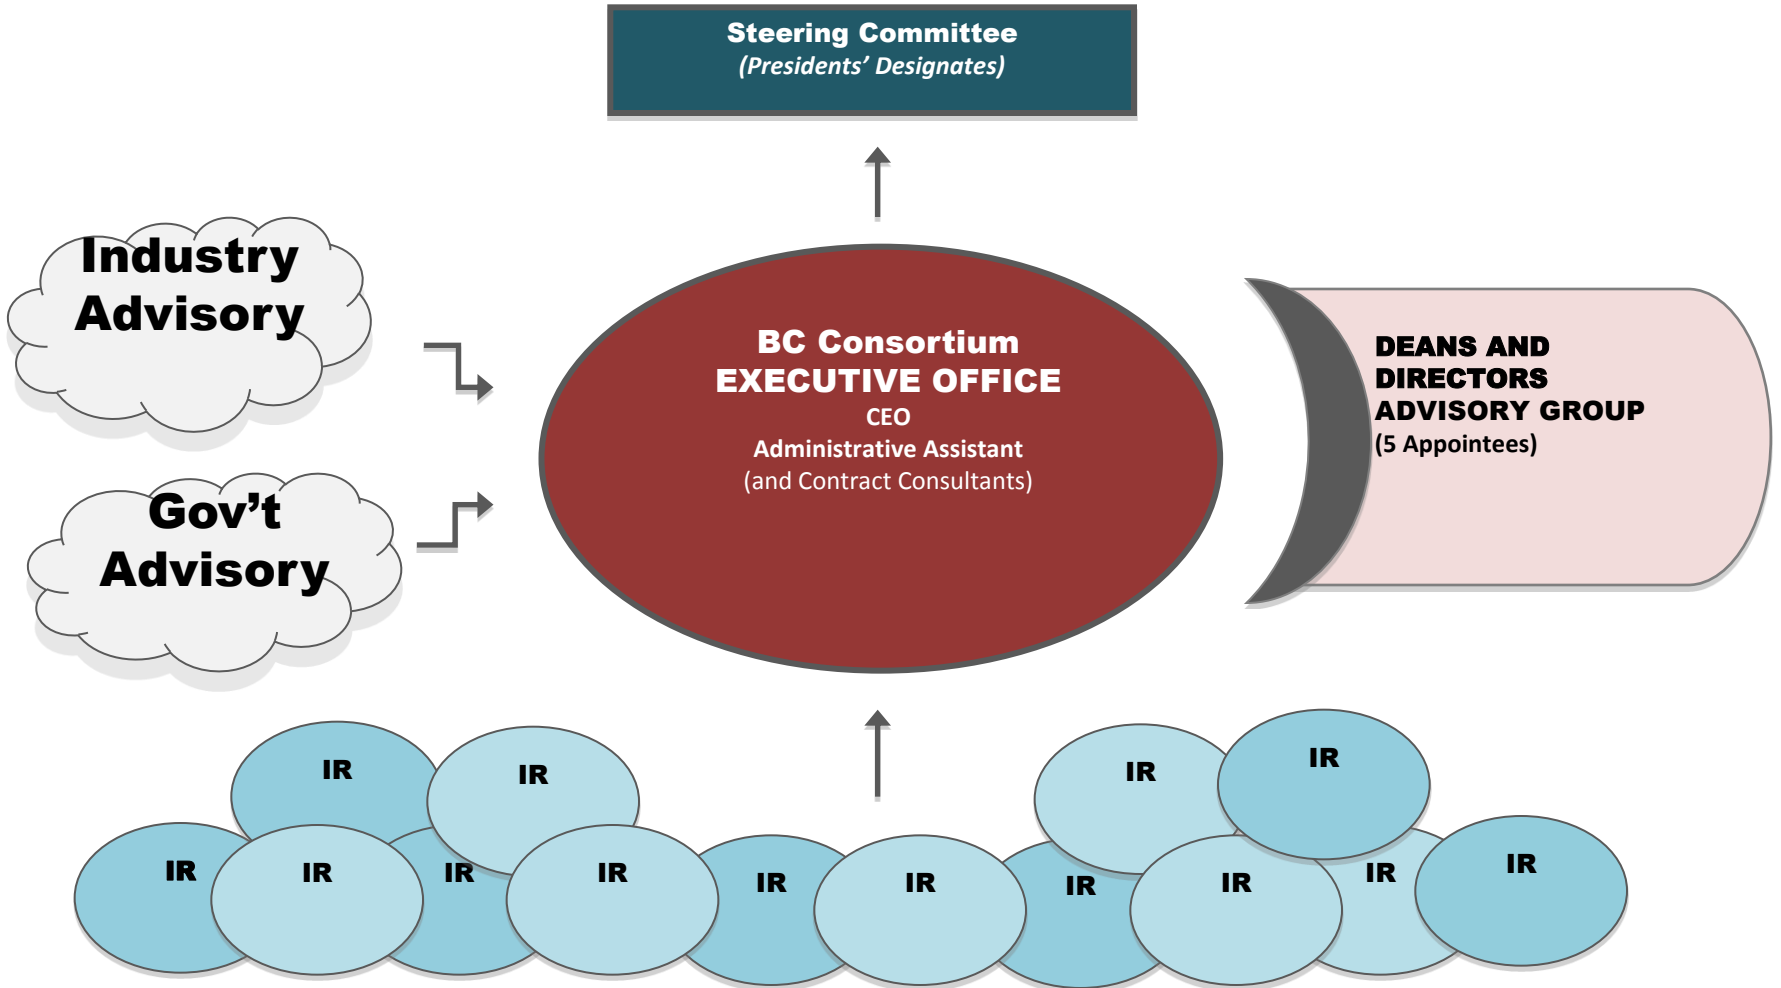 Steering Committee
(Presidents’ Designates)
Industry
Advisory
BC Consortium
EXECUTIVE OFFICE
CEO
Administrative Assistant
(and Contract Consultants)
DEANS AND
DIRECTORS
ADVISORY GROUP
(5 Appointees)
Gov’t
Advisory
IR
IR
IR
IR
IR
IR
IR
IR
IR
IR
IR
IR
IR
IR